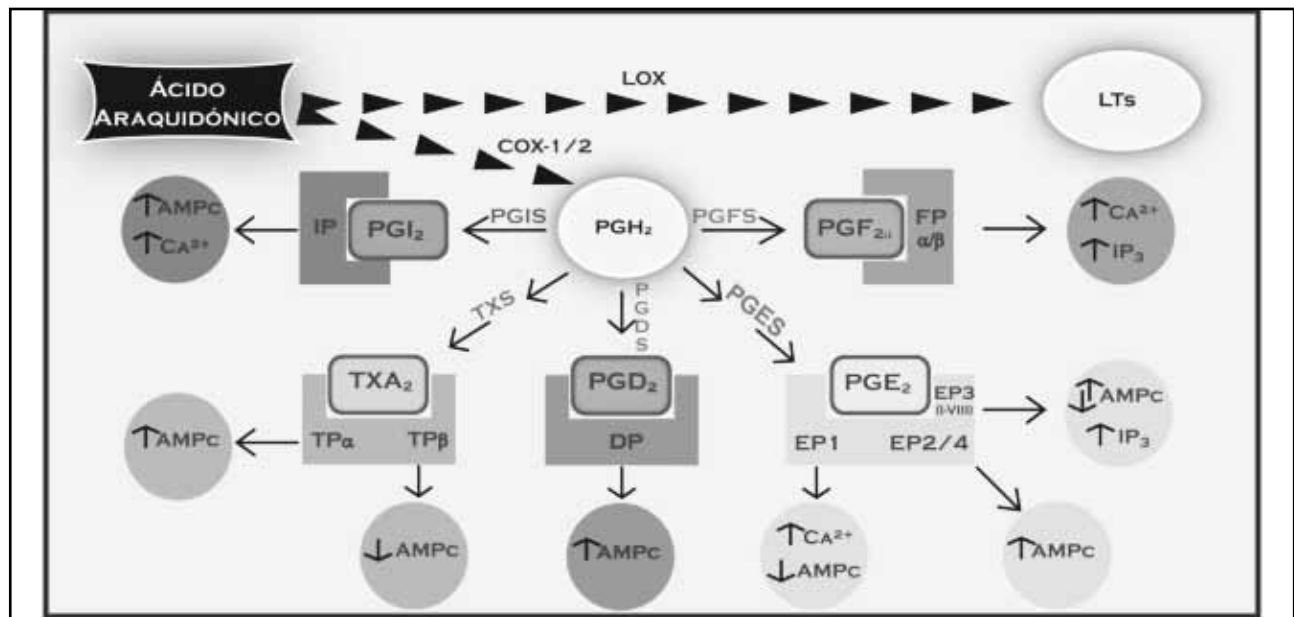 ÁCIDO
ARAQUIDÓNICO
LOX
LTs
COX-1/2
↑AMPC
↑CA²⁺
IP
PGI₂
PGIS
PGH₂
PGFS
PGF₂α
FP
α/β
↑CA²⁺
↑IP₃
TXS
PGDS
PGES
TXA₂
TPα
TPβ
↑AMPC
↓AMPC
PGD₂
DP
↑AMPC
PGE₂
EP3
(I-VIII)
EP1
EP2/4
↑↓AMPC
↑IP₃
↑CA²⁺
↓AMPC
↑AMPC